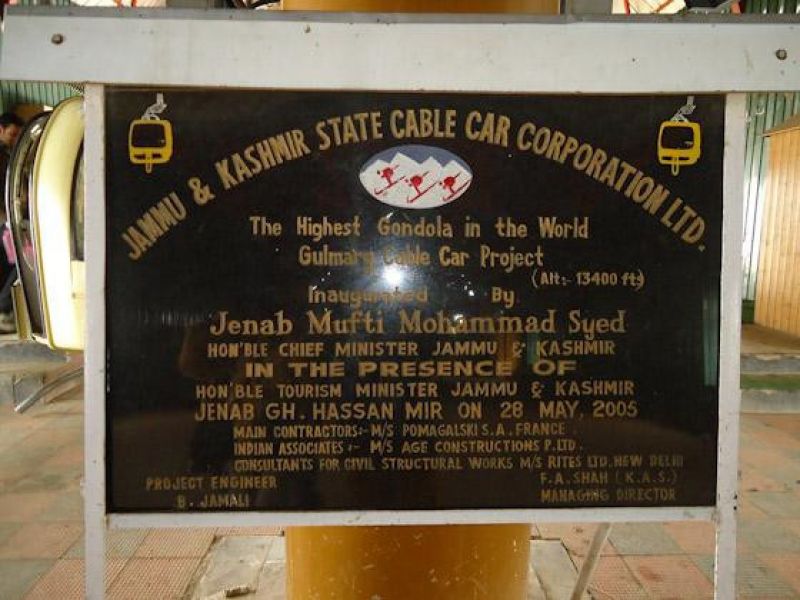 JAMMU & KASHMIR STATE CABLE CAR CORPORATION LTD.
The Highest Gondola in the World
Gulmarg Cable Car Project
(Alt:- 13400 fts)
Inaugurated By
Jenab Mufti Mohammad Syed
HON'BLE CHIEF MINISTER JAMMU & KASHMIR
IN THE PRESENCE OF
HON'BLE TOURISM MINISTER JAMMU & KASHMIR
JENAB GH. HASSAN MIR ON 28 MAY, 2005
MAIN CONTRACTORS:- M/S POMAGALSKI S.A. FRANCE.
INDIAN ASSOCIATES:- M/S AGE CONSTRUCTIONS P.LTD.
CONSULTANTS FOR CIVIL STRUCTURAL WORKS M/S RITES LTD. NEW DELHI
PROJECT ENGINEER
B. JAMALI
F.A. SHAH (K.A.S.)
MANAGING DIRECTOR